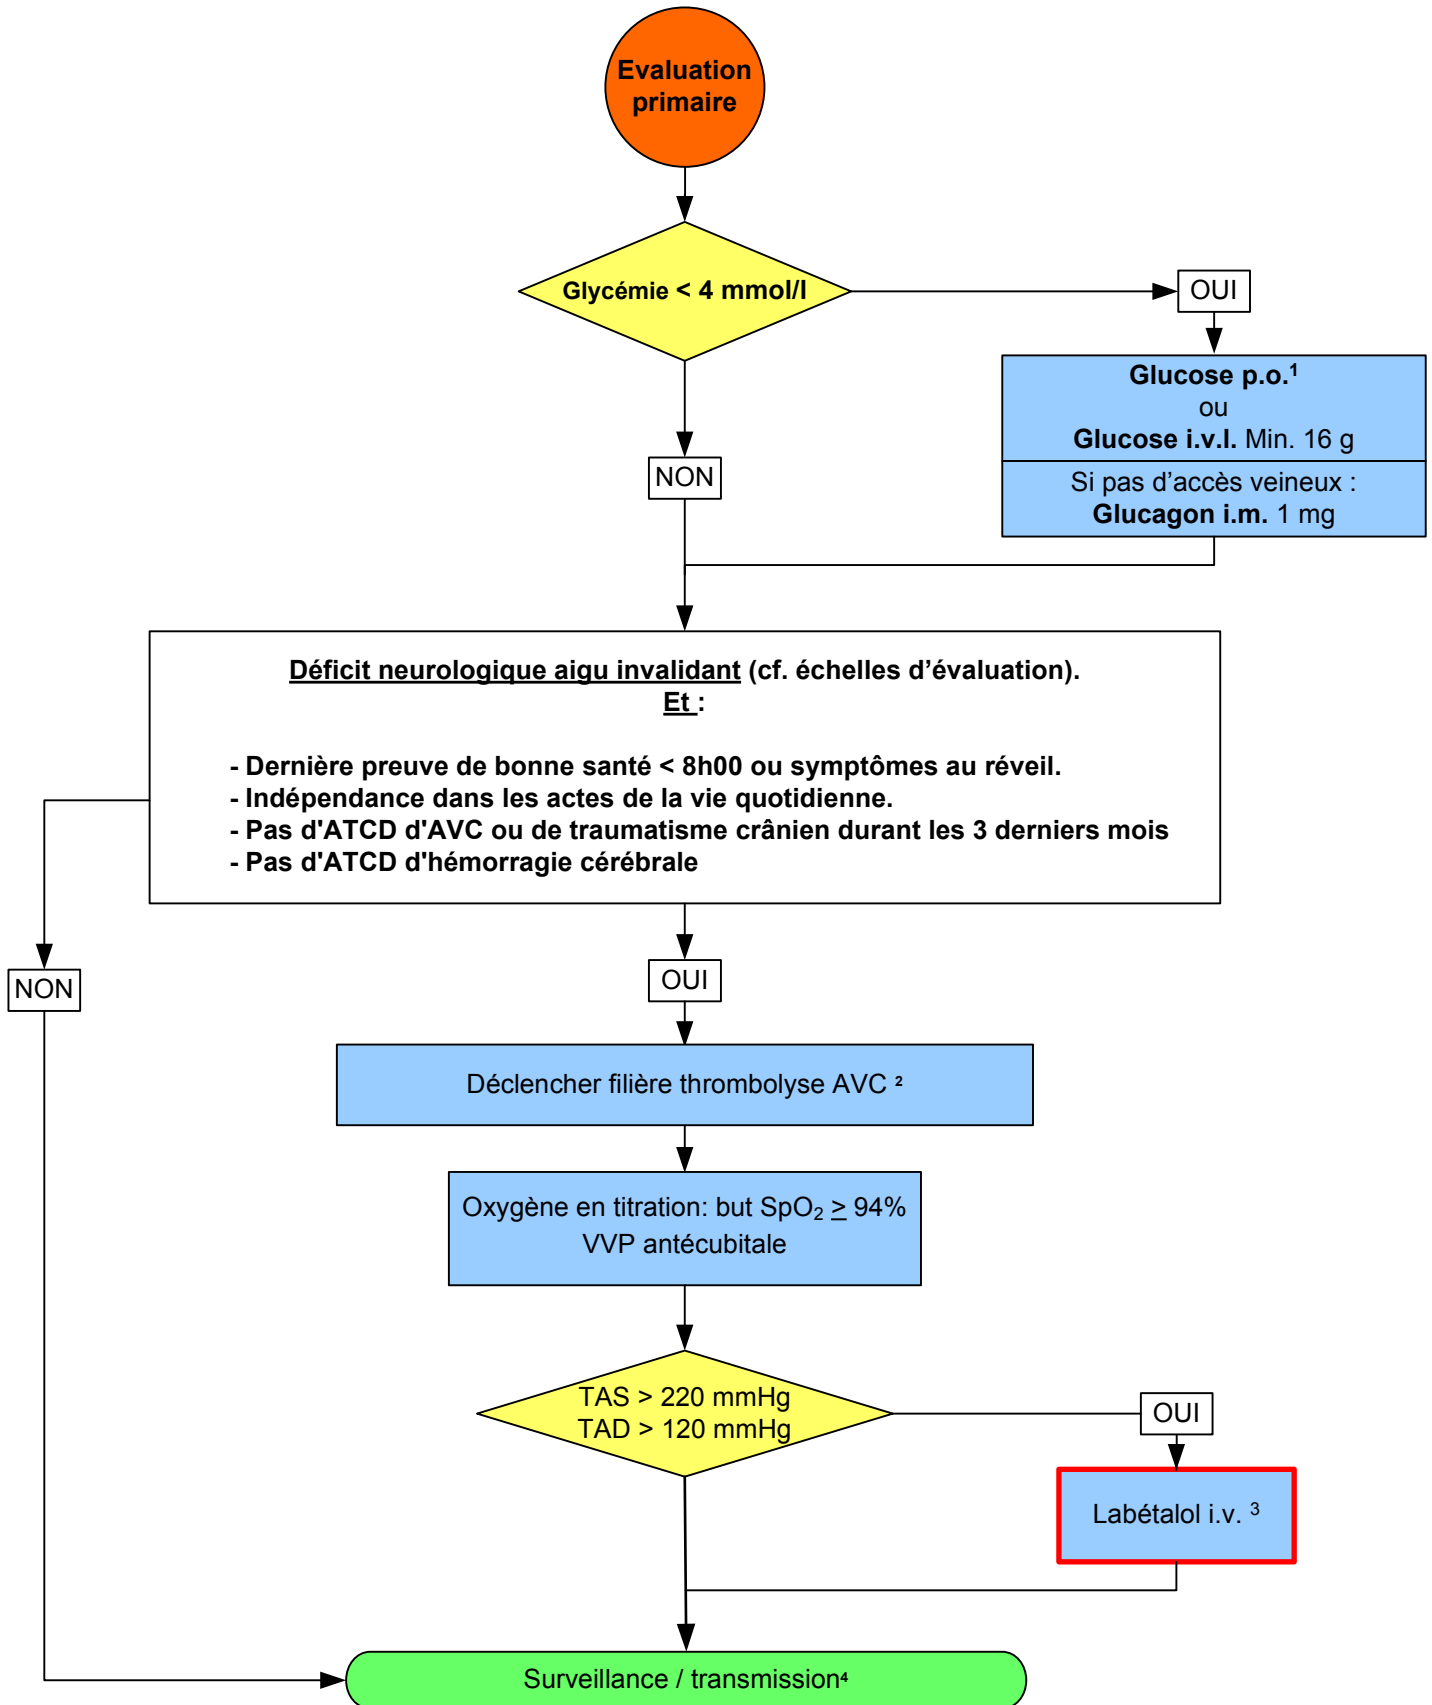 Evaluation
primaire
Glycémie < 4 mmol/l
OUI
Glucose p.o.¹
ou
Glucose i.v.l. Min. 16 g
Si pas d’accès veineux :
Glucagon i.m. 1 mg
NON
Déficit neurologique aigu invalidant (cf. échelles d’évaluation).
Et :
- Dernière preuve de bonne santé < 8h00 ou symptômes au réveil.
- Indépendance dans les actes de la vie quotidienne.
- Pas d'ATCD d'AVC ou de traumatisme crânien durant les 3 derniers mois
- Pas d'ATCD d'hémorragie cérébrale
NON
OUI
Déclencher filière thrombolyse AVC ²
Oxygène en titration: but SpO₂ ≥ 94%
VVP antécubitale
TAS > 220 mmHg
TAD > 120 mmHg
OUI
Labétalol i.v. ³
Surveillance / transmission⁴